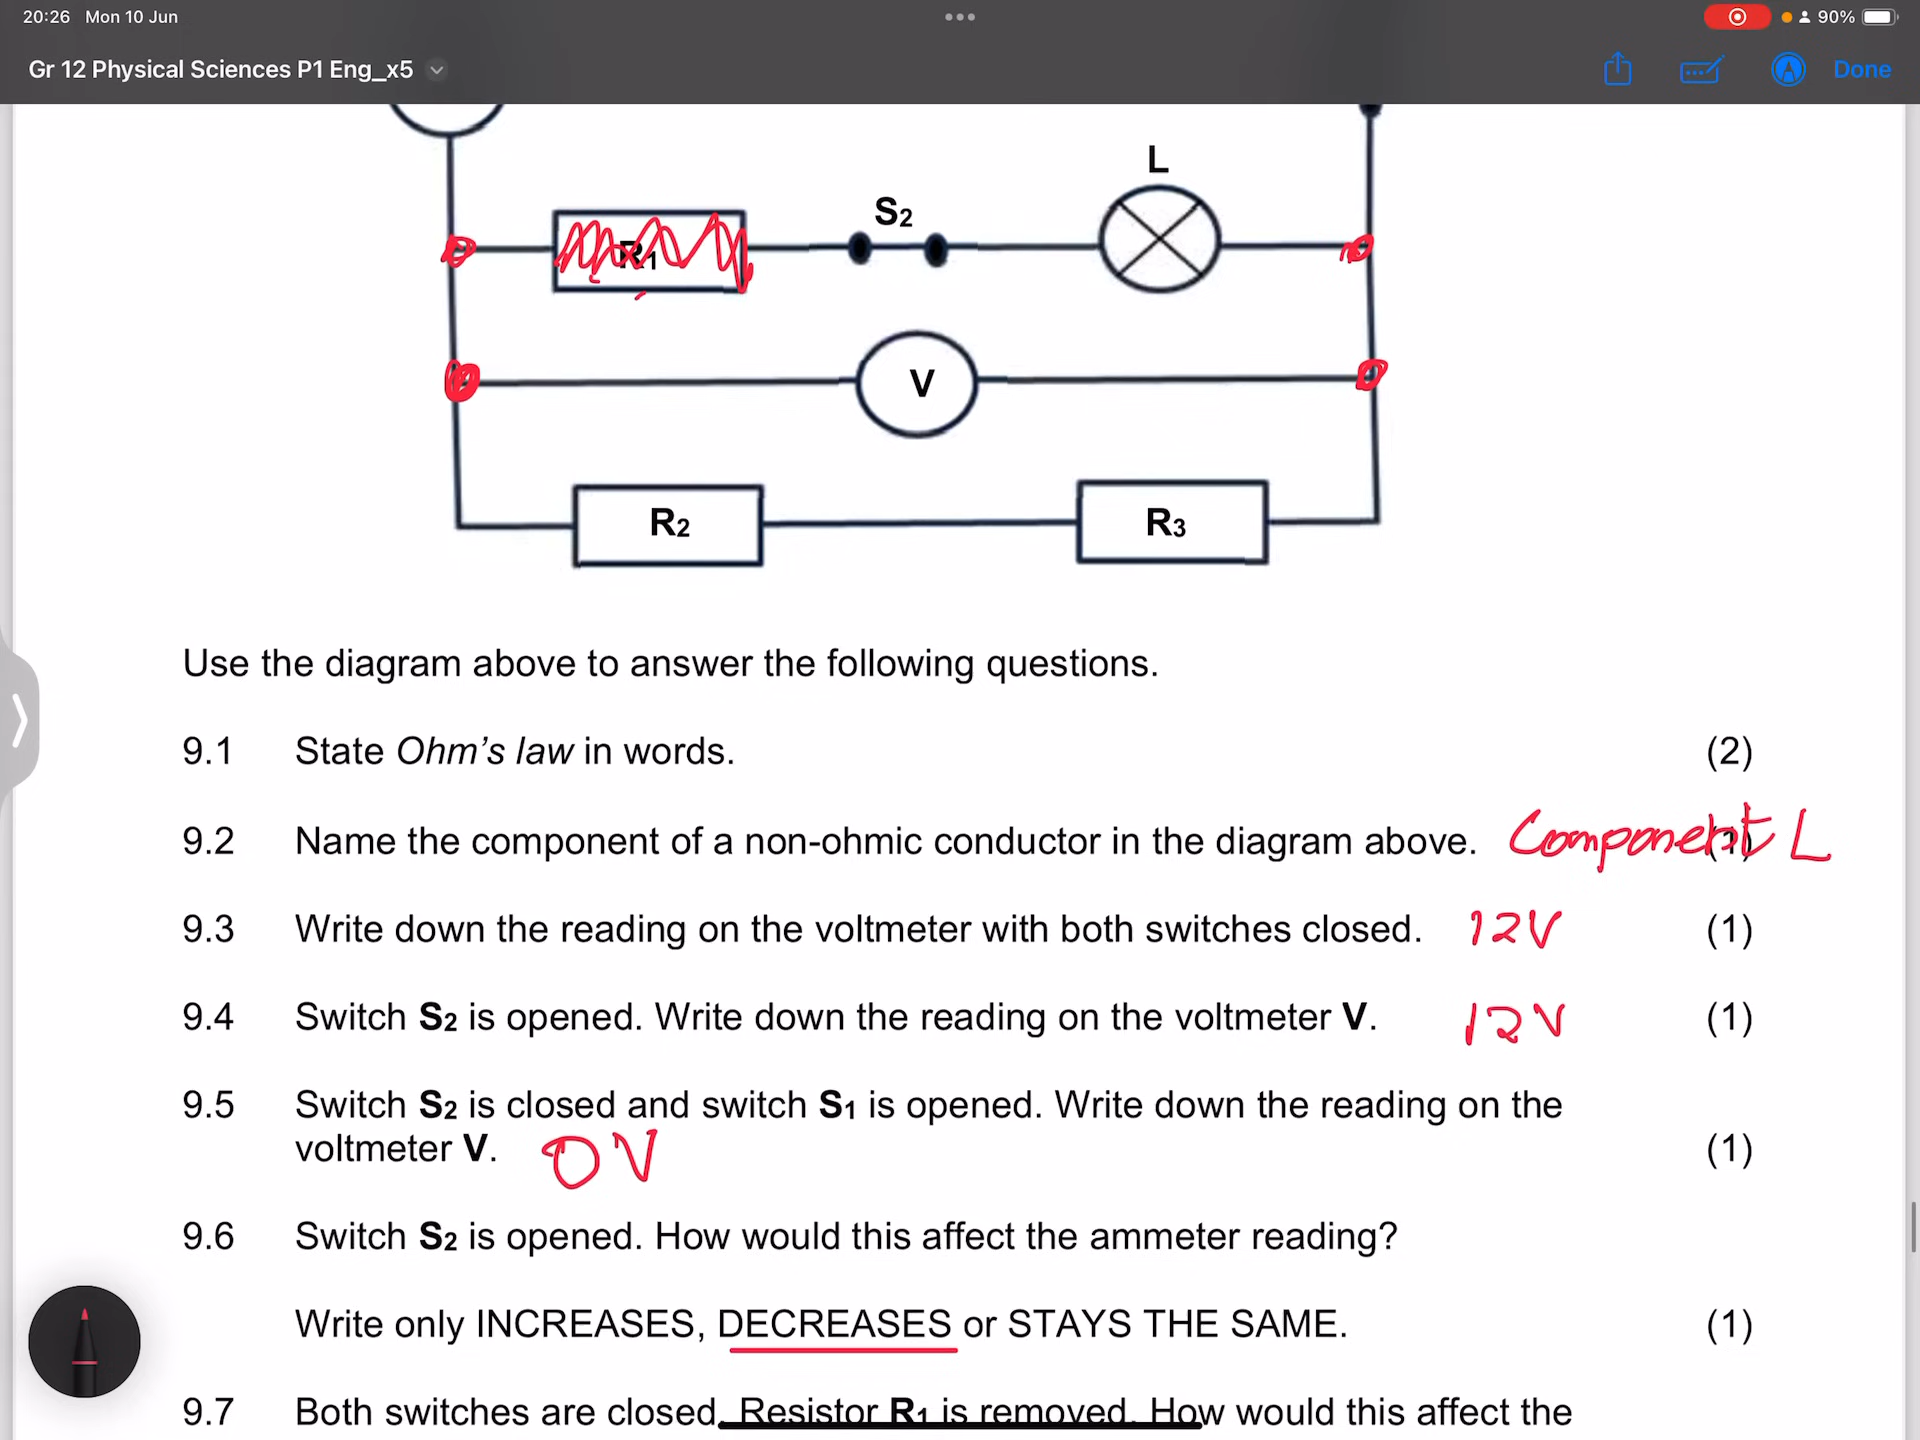 20:26 Mon 10 Jun
90%
Gr 12 Physical Sciences P1 Eng_x5
Done
L
S2
R1
V
R2
R3
Use the diagram above to answer the following questions.
9.1 State Ohm's law in words. (2)
9.2 Name the component of a non-ohmic conductor in the diagram above. (1) Component L
9.3 Write down the reading on the voltmeter with both switches closed. 12V (1)
9.4 Switch S2 is opened. Write down the reading on the voltmeter V. 12V (1)
9.5 Switch S2 is closed and switch S1 is opened. Write down the reading on the
voltmeter V. 0V (1)
9.6 Switch S2 is opened. How would this affect the ammeter reading?
Write only INCREASES, DECREASES or STAYS THE SAME. (1)
9.7 Both switches are closed. Resistor R1 is removed. How would this affect the